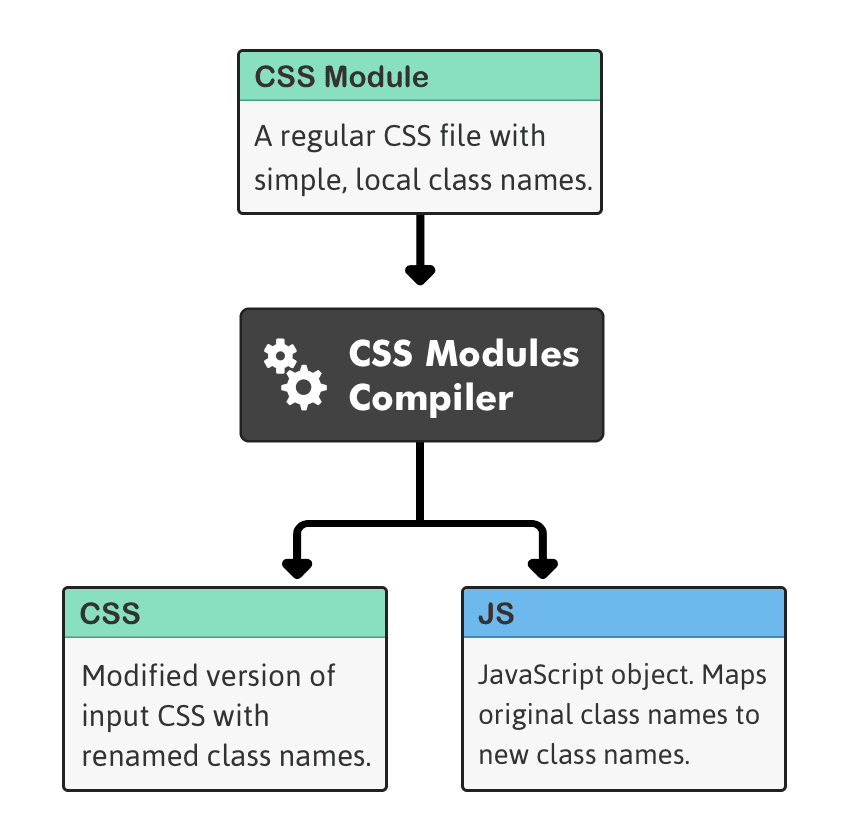 CSS Module
A regular CSS file with
simple, local class names.
CSS Modules
Compiler
CSS
Modified version of
input CSS with
renamed class names.
JS
JavaScript object. Maps
original class names to
new class names.